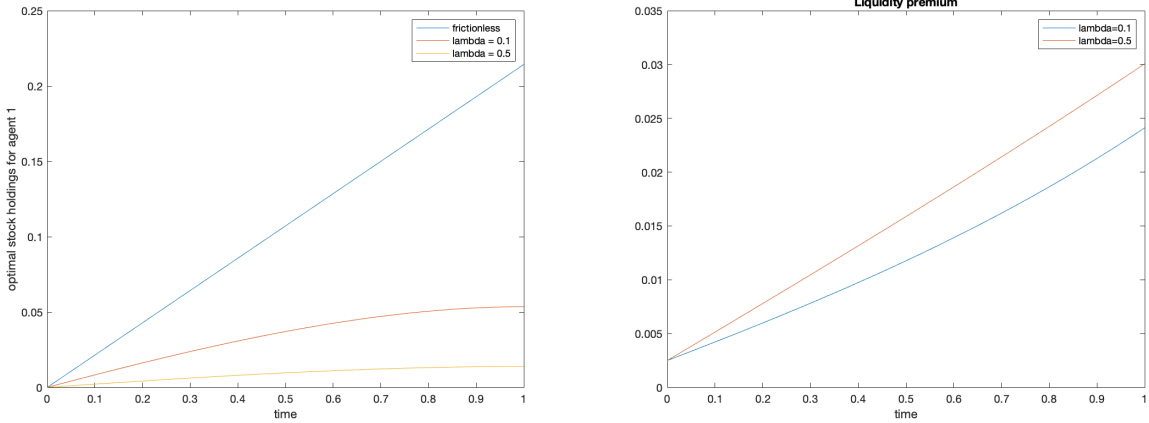 0.25
0.2
0.15
0.1
0.05
0
optimal stock holdings for agent 1
frictionless
lambda = 0.1
lambda = 0.5
0 0.1 0.2 0.3 0.4 0.5 0.6 0.7 0.8 0.9 1
time
Liquidity premium
0.035
0.03
0.025
0.02
0.015
0.01
0.005
0
lambda=0.1
lambda=0.5
0 0.1 0.2 0.3 0.4 0.5 0.6 0.7 0.8 0.9 1
time